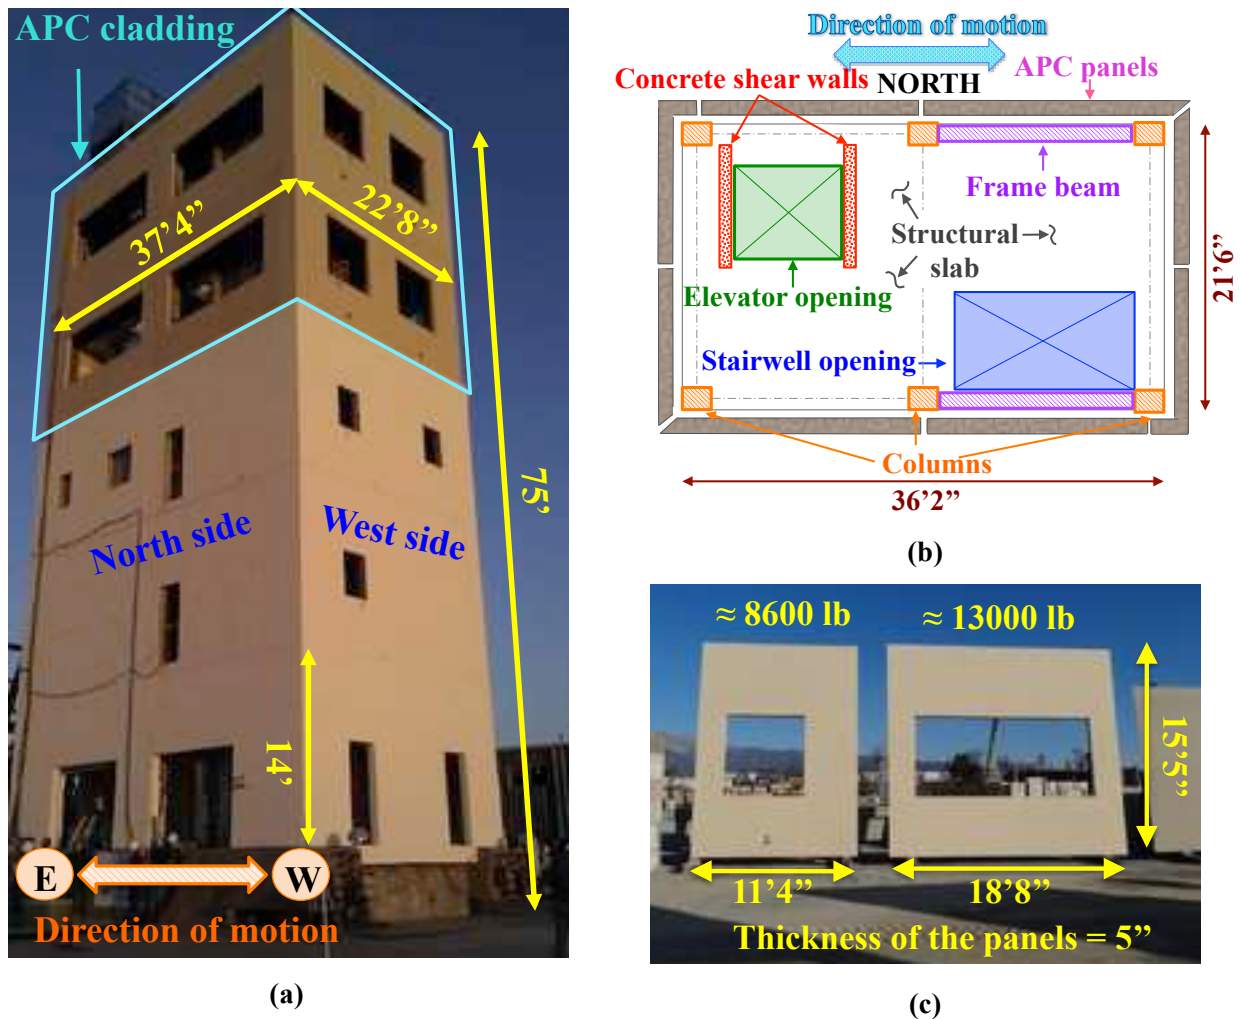 APC cladding
37’4”
22’8”
75’
North side
West side
14’
E
W
Direction of motion
(a)
Direction of motion
NORTH
Concrete shear walls
APC panels
Frame beam
Structural
slab
Elevator opening
Stairwell opening
21’6”
Columns
36’2”
(b)
≈ 8600 lb
≈ 13000 lb
15’5”
11’4”
18’8”
Thickness of the panels = 5”
(c)